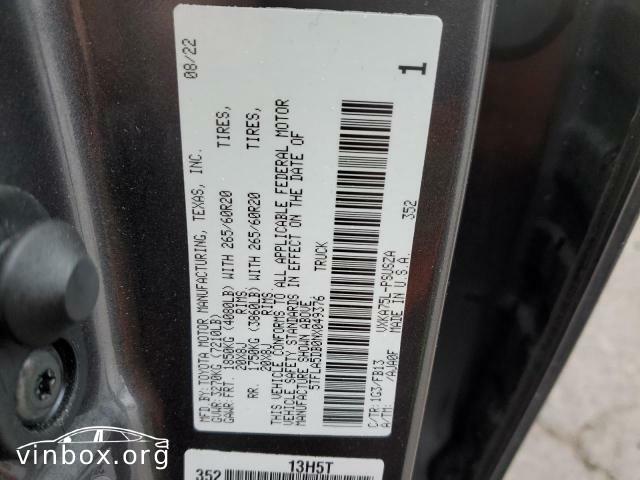 MFD.BY:TOYOTA MOTOR MANUFACTURING, TEXAS, INC. 08/22
GVWR:3270KG (7210LB)
GAWR:FRT. 1850KG (4080LB) WITH 265/60R20 TIRES,
20X8J RIMS
RR. 1750KG (3860LB) WITH 265/60R20 TIRES,
20X8J RIMS
THIS VEHICLE CONFORMS TO ALL APPLICABLE FEDERAL MOTOR
VEHICLE SAFETY STANDARDS IN EFFECT ON THE DATE OF
MANUFACTURE SHOWN ABOVE.
5TFLA5DB0NX049376 TRUCK
C/TR:1G3/FB13 VXKA75L-PSUSZA 352
A/TM: /AWA0F MADE IN U.S.A. 1
352 13H5T
vinbox.org